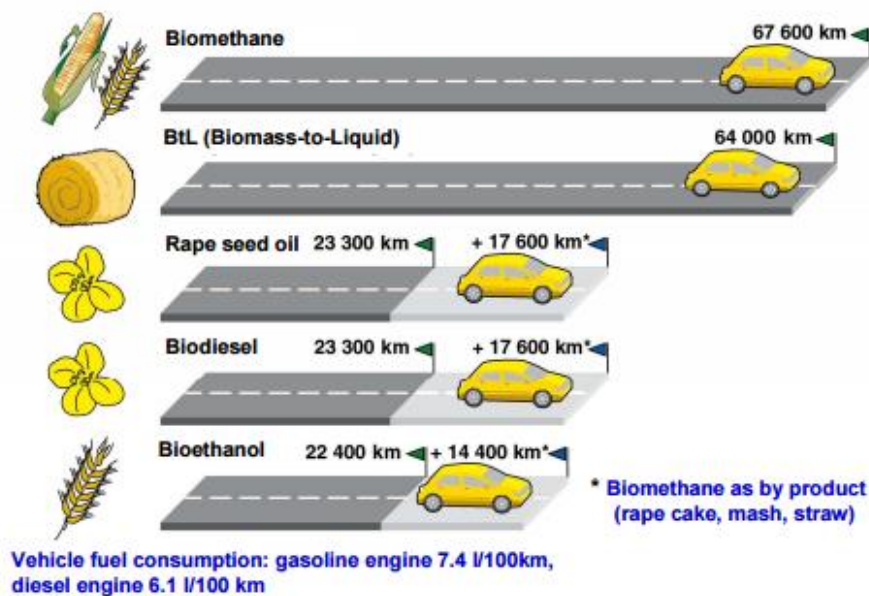 Biomethane 67 600 km
BtL (Biomass-to-Liquid) 64 000 km
Rape seed oil 23 300 km + 17 600 km*
Biodiesel 23 300 km + 17 600 km*
Bioethanol 22 400 km + 14 400 km*
* Biomethane as by product
(rape cake, mash, straw)
Vehicle fuel consumption: gasoline engine 7.4 l/100km,
diesel engine 6.1 l/100 km